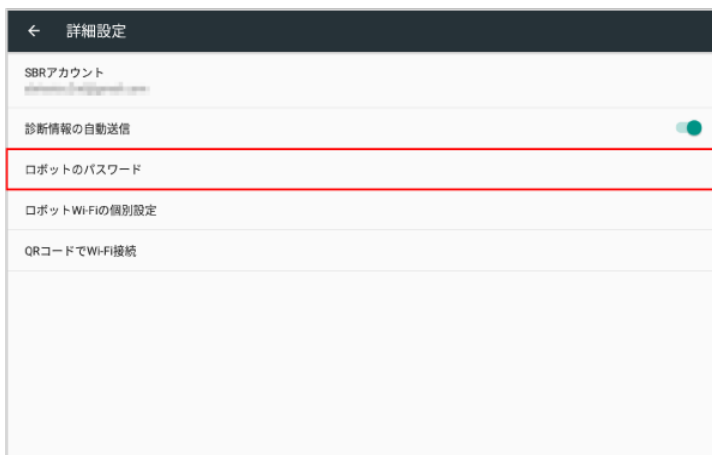 詳細設定
SBRアカウント
診断情報の自動送信
ロボットのパスワード
ロボットWi-Fiの個別設定
QRコードでWi-Fi接続